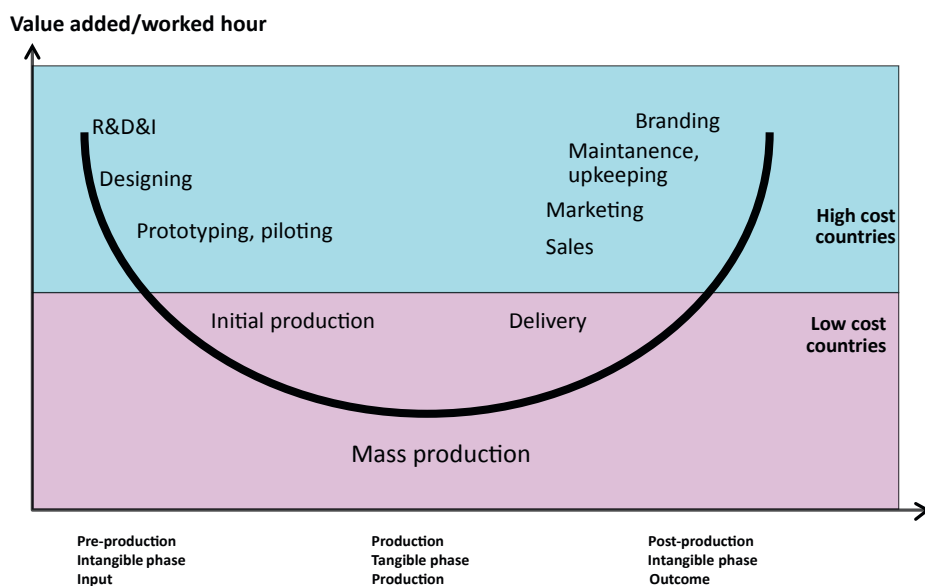 Value added/worked hour
R&D&I
Designing
Prototyping, piloting
Initial production
Mass production
Delivery
Sales
Marketing
Maintanence,
upkeeping
Branding
High cost
countries
Low cost
countries
Pre-production
Intangible phase
Input
Production
Tangible phase
Production
Post-production
Intangible phase
Outcome